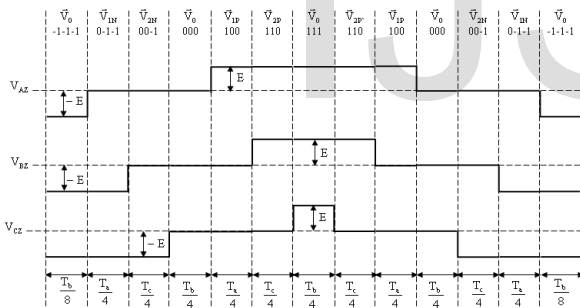 V⃗0 V⃗1N V⃗2N V⃗0 V⃗1P V⃗2P V⃗0 V⃗2P V⃗1P V⃗0 V⃗2N V⃗1N V⃗0
-1-1-1 0-1-1 00-1 000 100 110 111 110 100 000 00-1 0-1-1 -1-1-1
VAZ
E
– E
VBZ
E
– E
VCZ
E
– E
Tb/8 Ta/4 Tc/4 Tb/4 Ta/4 Tc/4 Tb/4 Tc/4 Ta/4 Tb/4 Tc/4 Ta/4 Tb/8